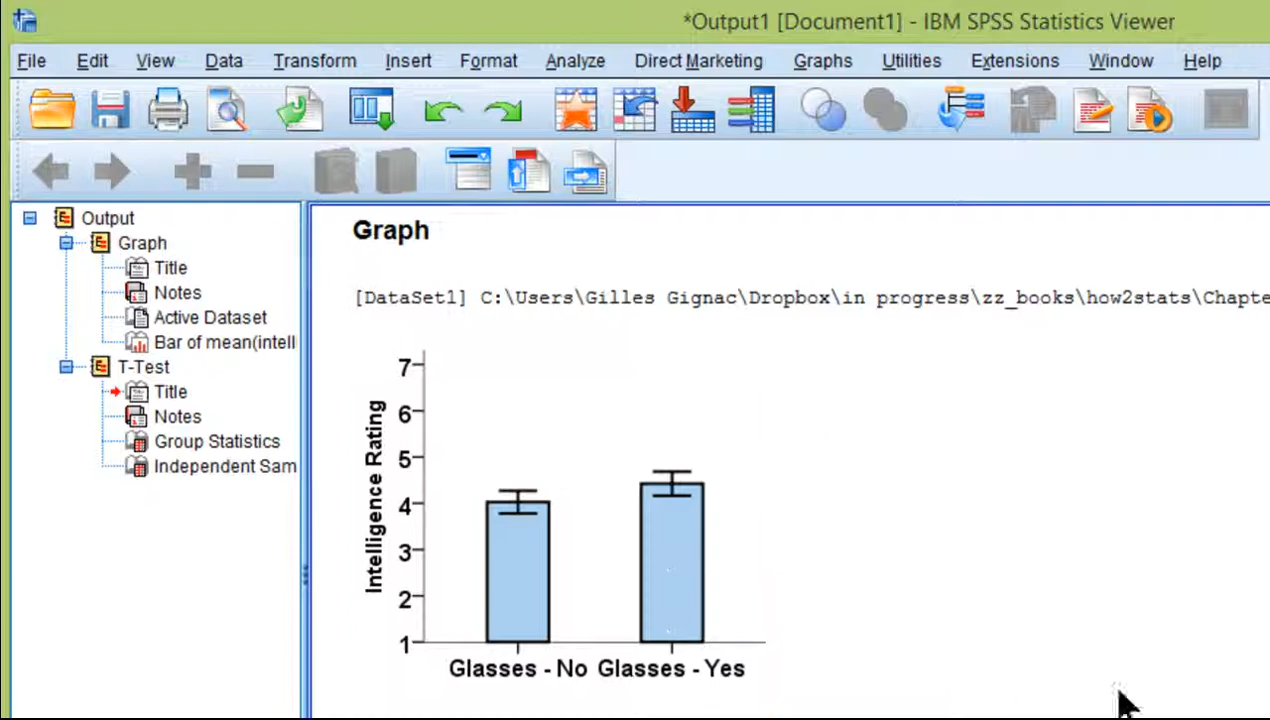 *Output1 [Document1] - IBM SPSS Statistics Viewer
File Edit View Data Transform Insert Format Analyze Direct Marketing Graphs Utilities Extensions Window Help
Output
Graph
Title
Notes
Active Dataset
Bar of mean(intell
T-Test
Title
Notes
Group Statistics
Independent Sam
Graph
[DataSet1] C:\Users\Gilles Gignac\Dropbox\in progress\zz_books\how2stats\Chapte
Intelligence Rating
7
6
5
4
3
2
1
Glasses - No Glasses - Yes